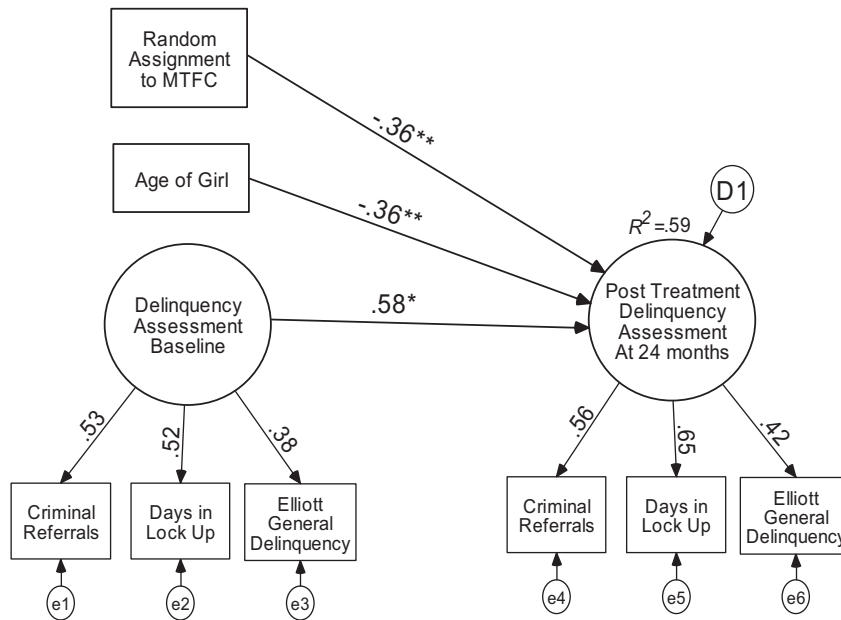 Random
Assignment
to MTFC
-.36**
Age of Girl
-.36**
D1
R² =.59
Delinquency
Assessment
Baseline
.58*
Post Treatment
Delinquency
Assessment
At 24 months
.53
.52
.38
.56
.65
.42
Criminal
Referrals
Days in
Lock Up
Elliott
General
Delinquency
Criminal
Referrals
Days in
Lock Up
Elliott
General
Delinquency
e1
e2
e3
e4
e5
e6